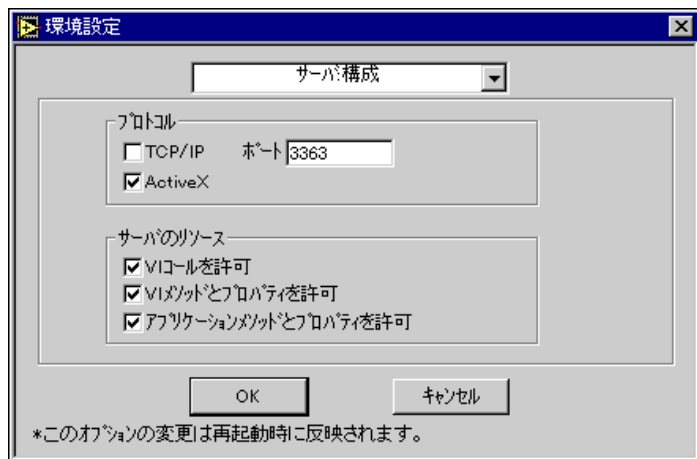 環境設定
サーバ:構成
プロトコル
TCP/IP ポート 3363
ActiveX
サーバのリソース
VIコールを許可
VIメソッドとプロパティを許可
アプリケーションメソッドとプロパティを許可
OK キャンセル
*このオプションの変更は再起動時に反映されます。